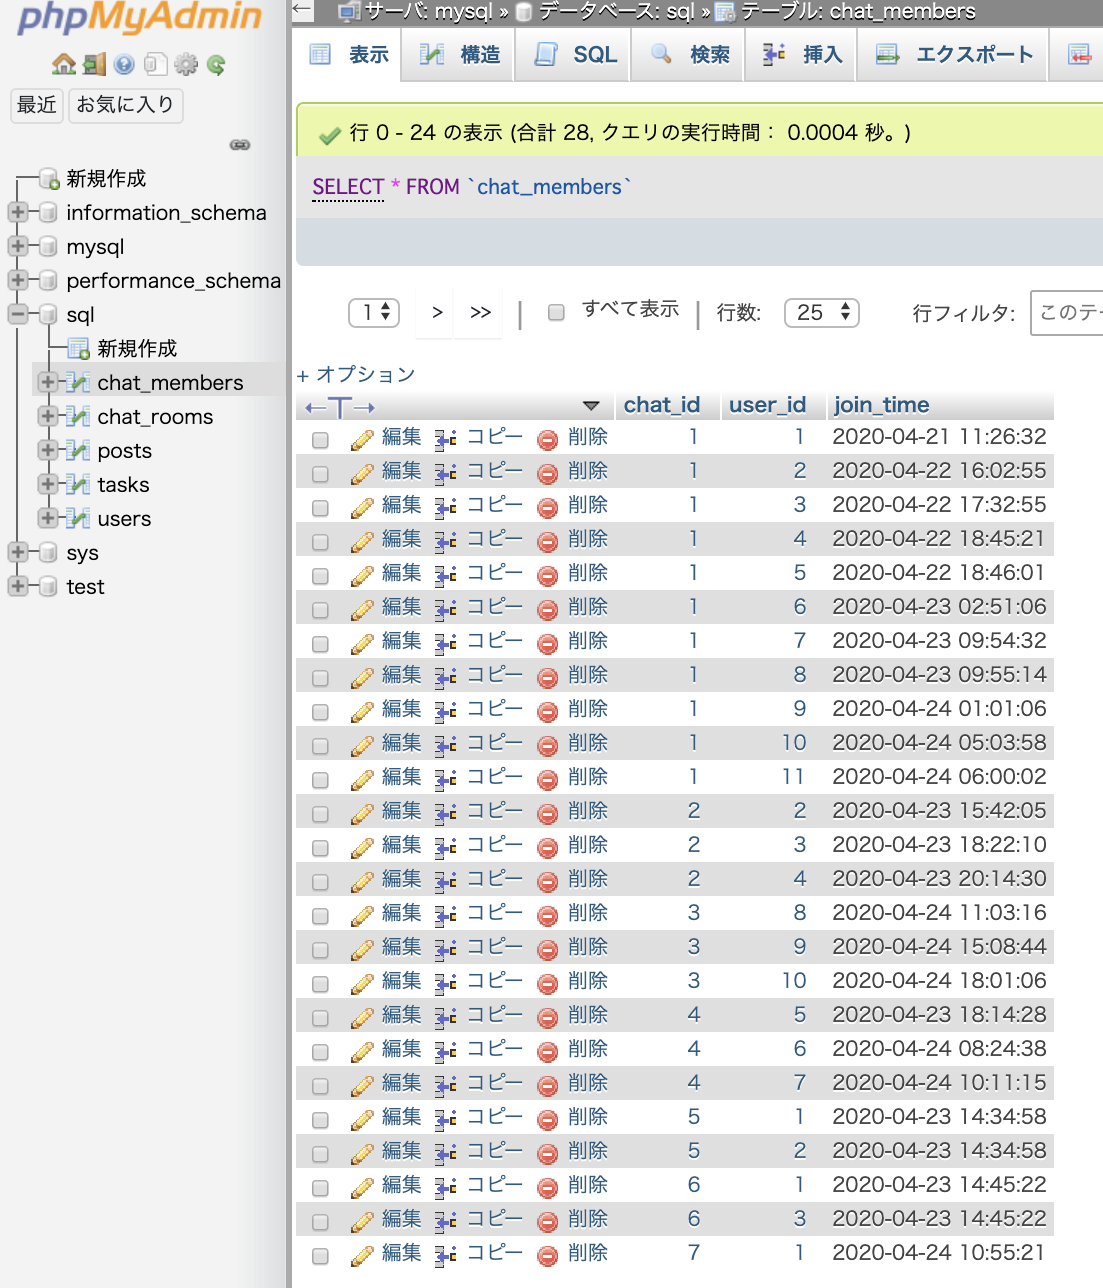 phpMyAdmin
最近 お気に入り
新規作成
information_schema
mysql
performance_schema
sql
新規作成
chat_members
chat_rooms
posts
tasks
users
sys
test
← サーバ: mysql » データベース: sql » テーブル: chat_members
表示 構造 SQL 検索 挿入 エクスポート
行 0 - 24 の表示 (合計 28, クエリの実行時間： 0.0004 秒。)
SELECT * FROM `chat_members`
1 > >> | すべて表示 | 行数: 25 行フィルタ: このテー
+ オプション
←T→ chat_id user_id join_time
編集 コピー 削除 1 1 2020-04-21 11:26:32
編集 コピー 削除 1 2 2020-04-22 16:02:55
編集 コピー 削除 1 3 2020-04-22 17:32:55
編集 コピー 削除 1 4 2020-04-22 18:45:21
編集 コピー 削除 1 5 2020-04-22 18:46:01
編集 コピー 削除 1 6 2020-04-23 02:51:06
編集 コピー 削除 1 7 2020-04-23 09:54:32
編集 コピー 削除 1 8 2020-04-23 09:55:14
編集 コピー 削除 1 9 2020-04-24 01:01:06
編集 コピー 削除 1 10 2020-04-24 05:03:58
編集 コピー 削除 1 11 2020-04-24 06:00:02
編集 コピー 削除 2 2 2020-04-23 15:42:05
編集 コピー 削除 2 3 2020-04-23 18:22:10
編集 コピー 削除 2 4 2020-04-23 20:14:30
編集 コピー 削除 3 8 2020-04-24 11:03:16
編集 コピー 削除 3 9 2020-04-24 15:08:44
編集 コピー 削除 3 10 2020-04-24 18:01:06
編集 コピー 削除 4 5 2020-04-23 18:14:28
編集 コピー 削除 4 6 2020-04-24 08:24:38
編集 コピー 削除 4 7 2020-04-24 10:11:15
編集 コピー 削除 5 1 2020-04-23 14:34:58
編集 コピー 削除 5 2 2020-04-23 14:34:58
編集 コピー 削除 6 1 2020-04-23 14:45:22
編集 コピー 削除 6 3 2020-04-23 14:45:22
編集 コピー 削除 7 1 2020-04-24 10:55:21